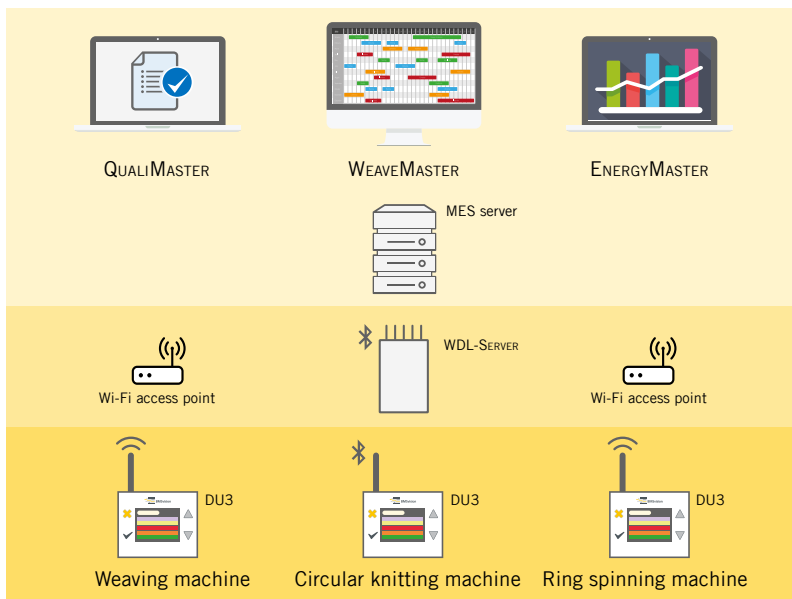 QualiMaster
WeaveMaster
EnergyMaster
MES server
WDL-Server
Wi-Fi access point
Wi-Fi access point
DU3
DU3
DU3
Weaving machine
Circular knitting machine
Ring spinning machine